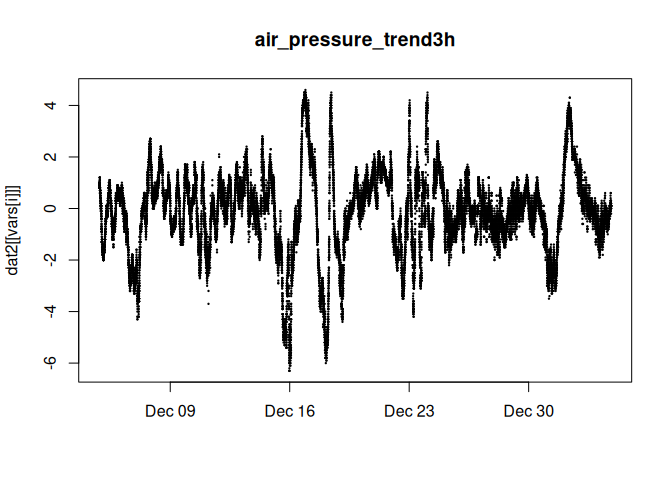 air_pressure_trend3h
dat2[[vars[i]]]
4
2
0
-2
-4
-6
Dec 09
Dec 16
Dec 23
Dec 30